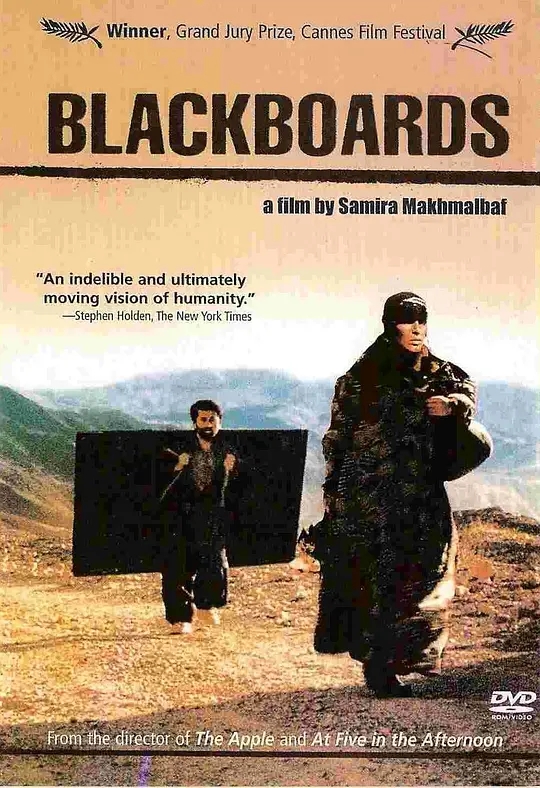 Winner, Grand Jury Prize, Cannes Film Festival
BLACKBOARDS
a film by Samira Makhmalbaf
"An indelible and ultimately
moving vision of humanity."
—Stephen Holden, The New York Times
DVD
ROM/VIDEO
From the director of The Apple and At Five in the Afternoon